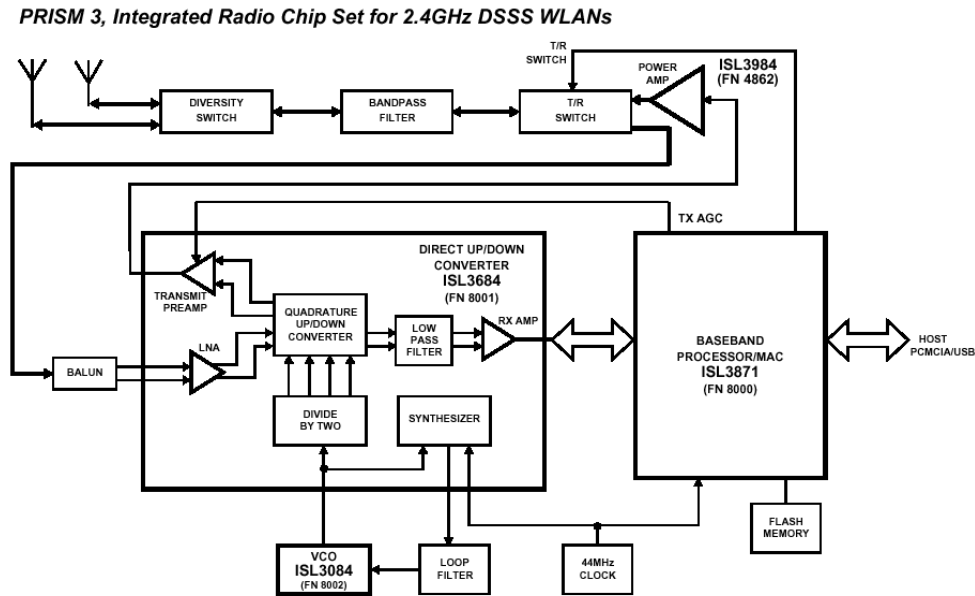 PRISM 3, Integrated Radio Chip Set for 2.4GHz DSSS WLANs
T/R
SWITCH
POWER
AMP
ISL3984
(FN 4862)
DIVERSITY
SWITCH
BANDPASS
FILTER
T/R
SWITCH
TX AGC
DIRECT UP/DOWN
CONVERTER
ISL3684
(FN 8001)
TRANSMIT
PREAMP
QUADRATURE
UP/DOWN
CONVERTER
LOW
PASS
FILTER
RX AMP
LNA
BALUN
BASEBAND
PROCESSOR/MAC
ISL3871
(FN 8000)
HOST
PCMCIA/USB
DIVIDE
BY TWO
SYNTHESIZER
VCO
ISL3084
(FN 8002)
LOOP
FILTER
44MHz
CLOCK
FLASH
MEMORY